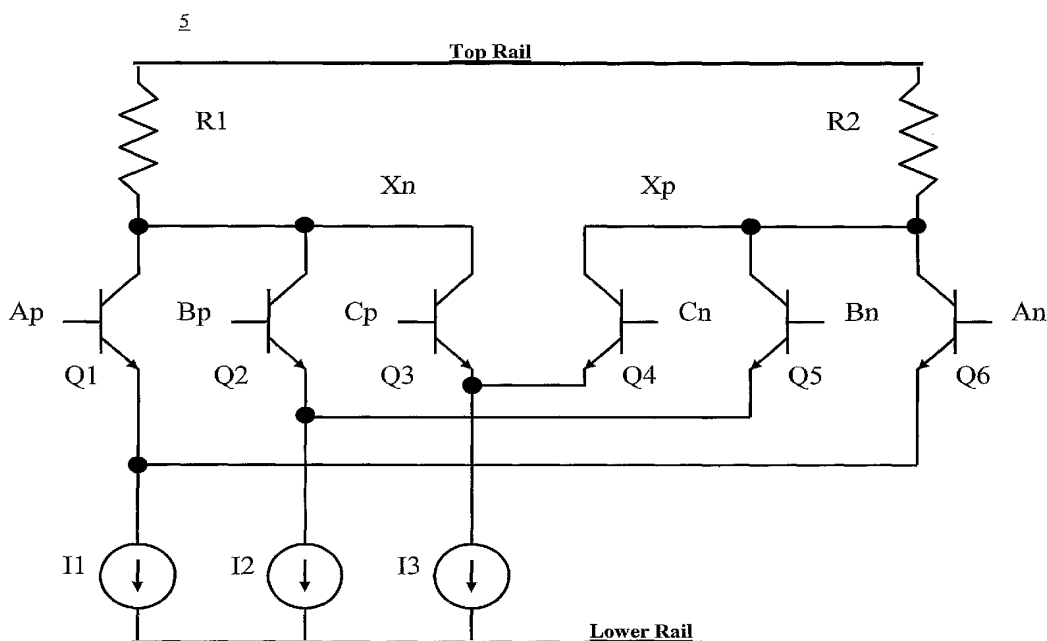 5
Top Rail
R1
R2
Xn
Xp
Ap
Bp
Cp
Cn
Bn
An
Q1
Q2
Q3
Q4
Q5
Q6
I1
I2
I3
Lower Rail